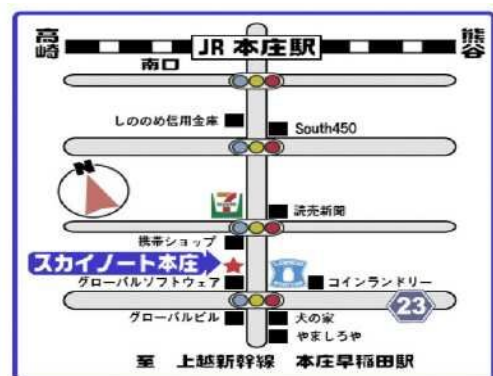 高崎
JR 本庄駅
熊谷
南口
しののめ信用金庫
South450
N
7
読売新聞
携帯ショップ
スカイノート本庄
グローバルソフトウェア
コインランドリー
23
グローバルビル
犬の家
やましろや
至 上越新幹線 本庄早稲田駅